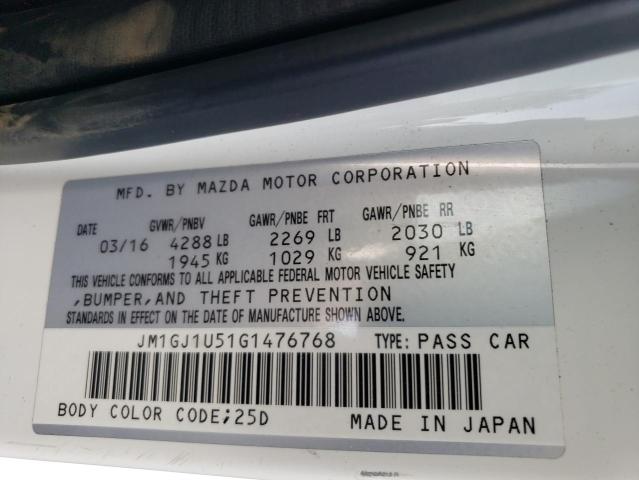 MFD. BY MAZDA MOTOR CORPORATION
DATE GVWR/PNBV GAWR/PNBE FRT GAWR/PNBE RR
03/16 4288 LB 2269 LB 2030 LB
1945 KG 1029 KG 921 KG
THIS VEHICLE CONFORMS TO ALL APPLICABLE FEDERAL MOTOR VEHICLE SAFETY
,BUMPER,AND THEFT PREVENTION
STANDARDS IN EFFECT ON THE DATE OF MANUFACTURE SHOWN ABOVE.
JM1GJ1U51G1476768 TYPE: PASS CAR
BODY COLOR CODE;25D MADE IN JAPAN